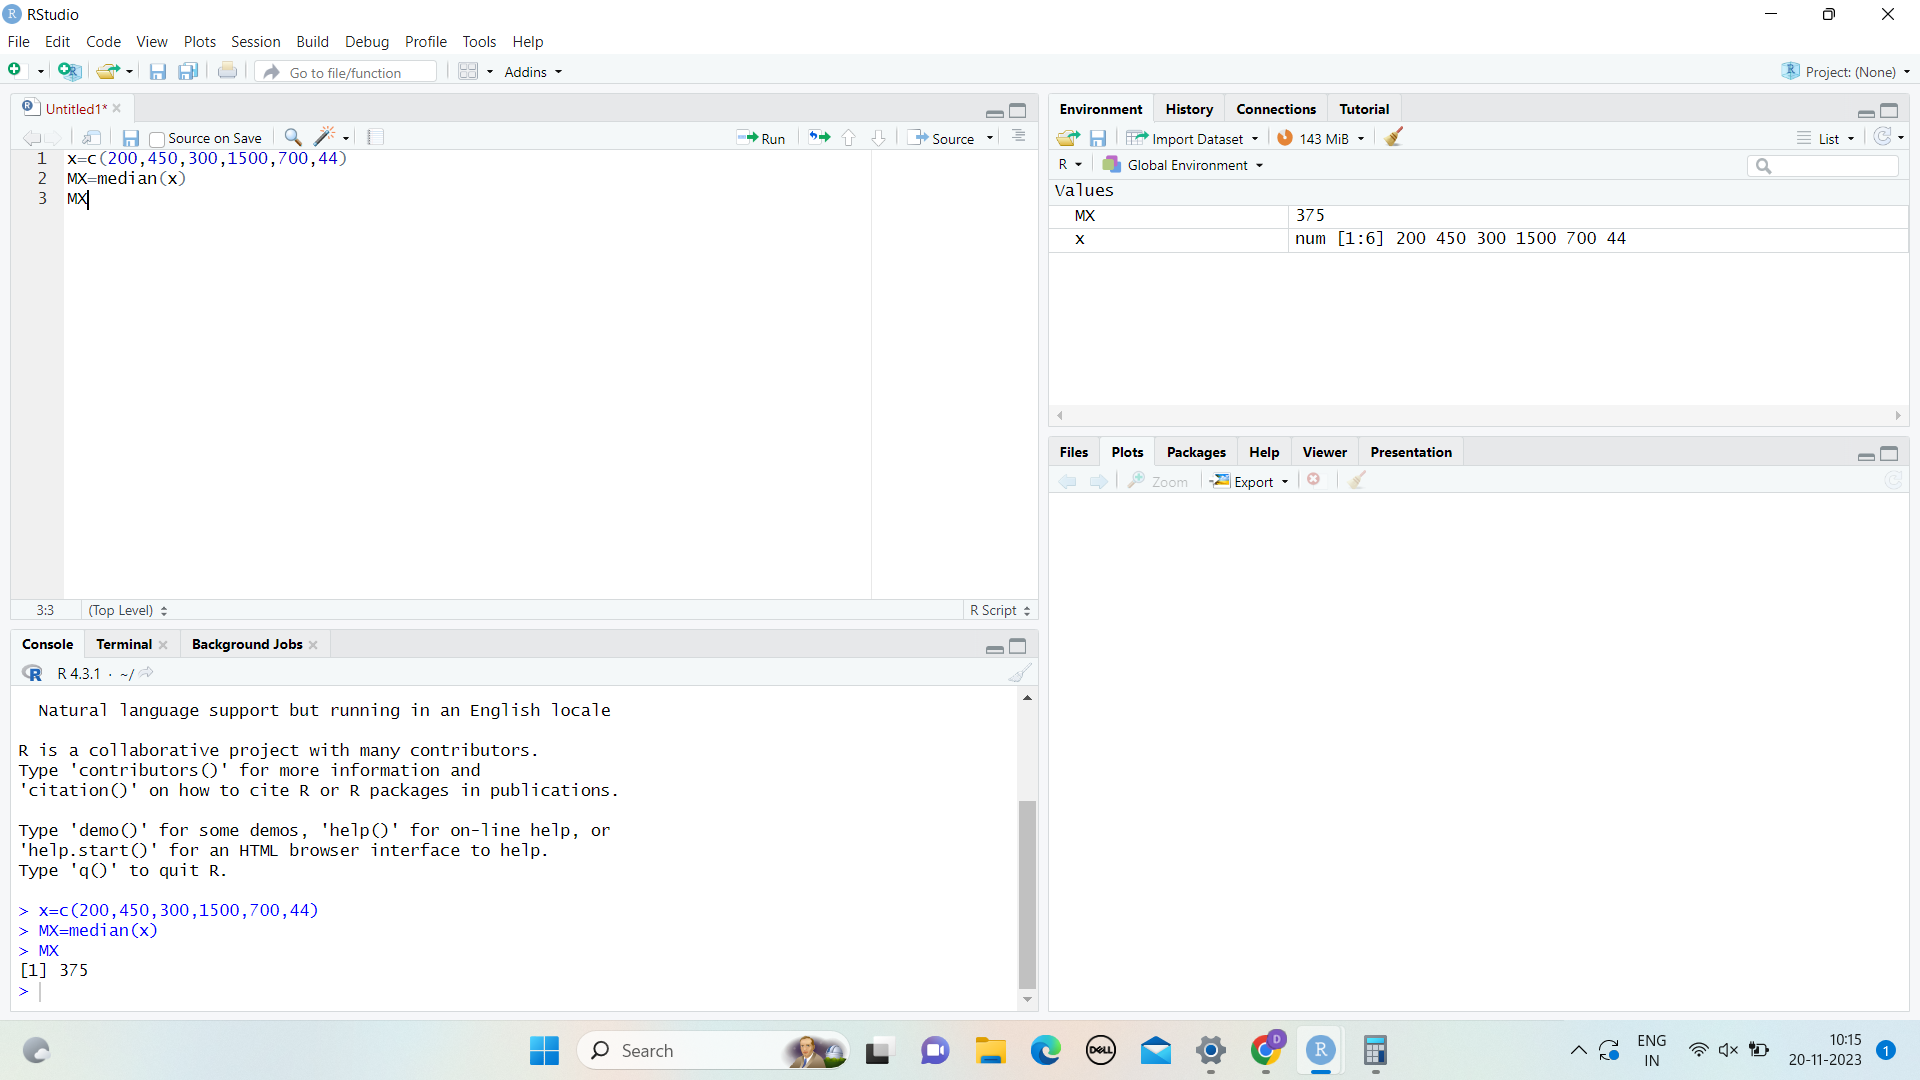 RStudio
File Edit Code View Plots Session Build Debug Profile Tools Help
Go to file/function Addins Project: (None)
Untitled1*
Source on Save Run Source
1 x=c(200,450,300,1500,700,44)
2 MX=median(x)
3 MX
3:3 (Top Level) R Script
Console Terminal Background Jobs
R 4.3.1 · ~/
Natural language support but running in an English locale
R is a collaborative project with many contributors.
Type 'contributors()' for more information and
'citation()' on how to cite R or R packages in publications.
Type 'demo()' for some demos, 'help()' for on-line help, or
'help.start()' for an HTML browser interface to help.
Type 'q()' to quit R.
> x=c(200,450,300,1500,700,44)
> MX=median(x)
> MX
[1] 375
>
Environment History Connections Tutorial
Import Dataset 143 MiB List
R Global Environment
Values
MX 375
x num [1:6] 200 450 300 1500 700 44
Files Plots Packages Help Viewer Presentation
Zoom Export
Search DELL D R ENG 10:15
IN 20-11-2023 1